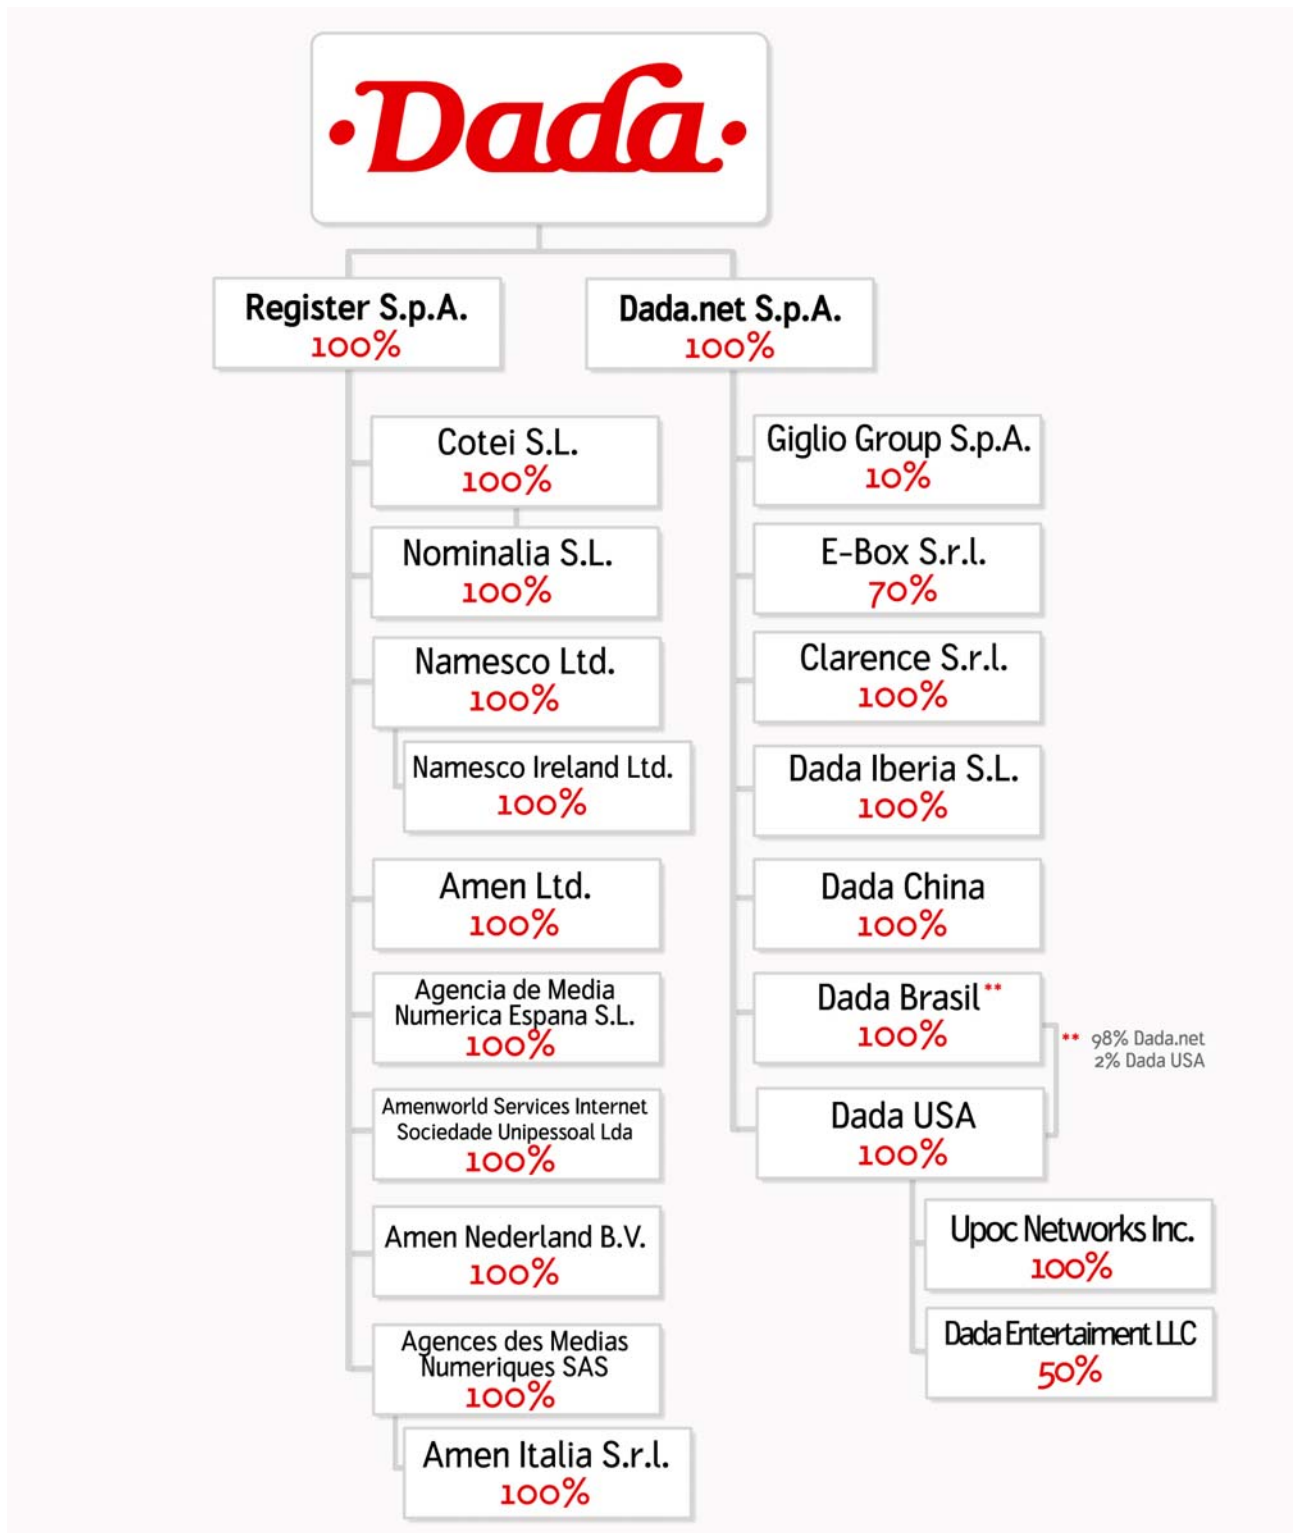 Dada.
Register S.p.A.
100%
Dada.net S.p.A.
100%
Cotei S.L.
100%
Nominalia S.L.
100%
Namesco Ltd.
100%
Namesco Ireland Ltd.
100%
Amen Ltd.
100%
Agencia de Media
Numerica Espana S.L.
100%
Amenworld Services Internet
Sociedade Unipessoal Lda
100%
Amen Nederland B.V.
100%
Agences des Medias
Numeriques SAS
100%
Amen Italia S.r.l.
100%
Giglio Group S.p.A.
10%
E-Box S.r.l.
70%
Clarence S.r.l.
100%
Dada Iberia S.L.
100%
Dada China
100%
Dada Brasil**
100%
** 98% Dada.net
2% Dada USA
Dada USA
100%
Upoc Networks Inc.
100%
Dada Entertaiment LLC
50%